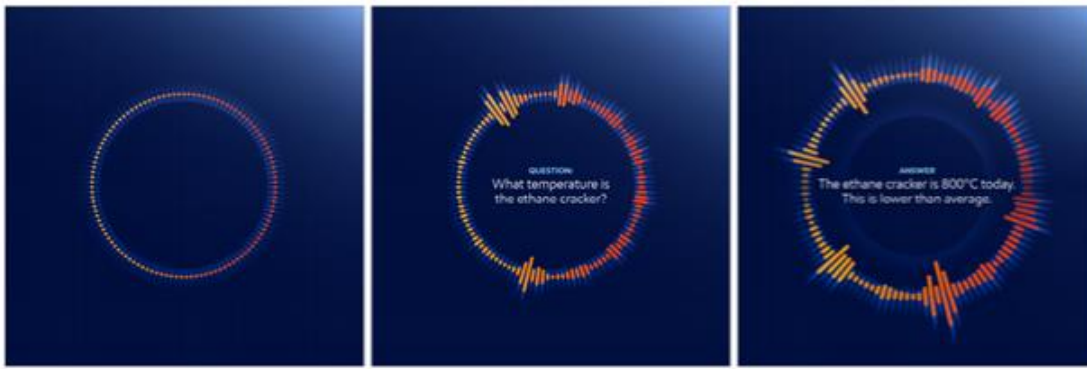 QUESTION:
What temperature is
the ethane cracker?
ANSWER
The ethane cracker is 800°C today.
This is lower than average.